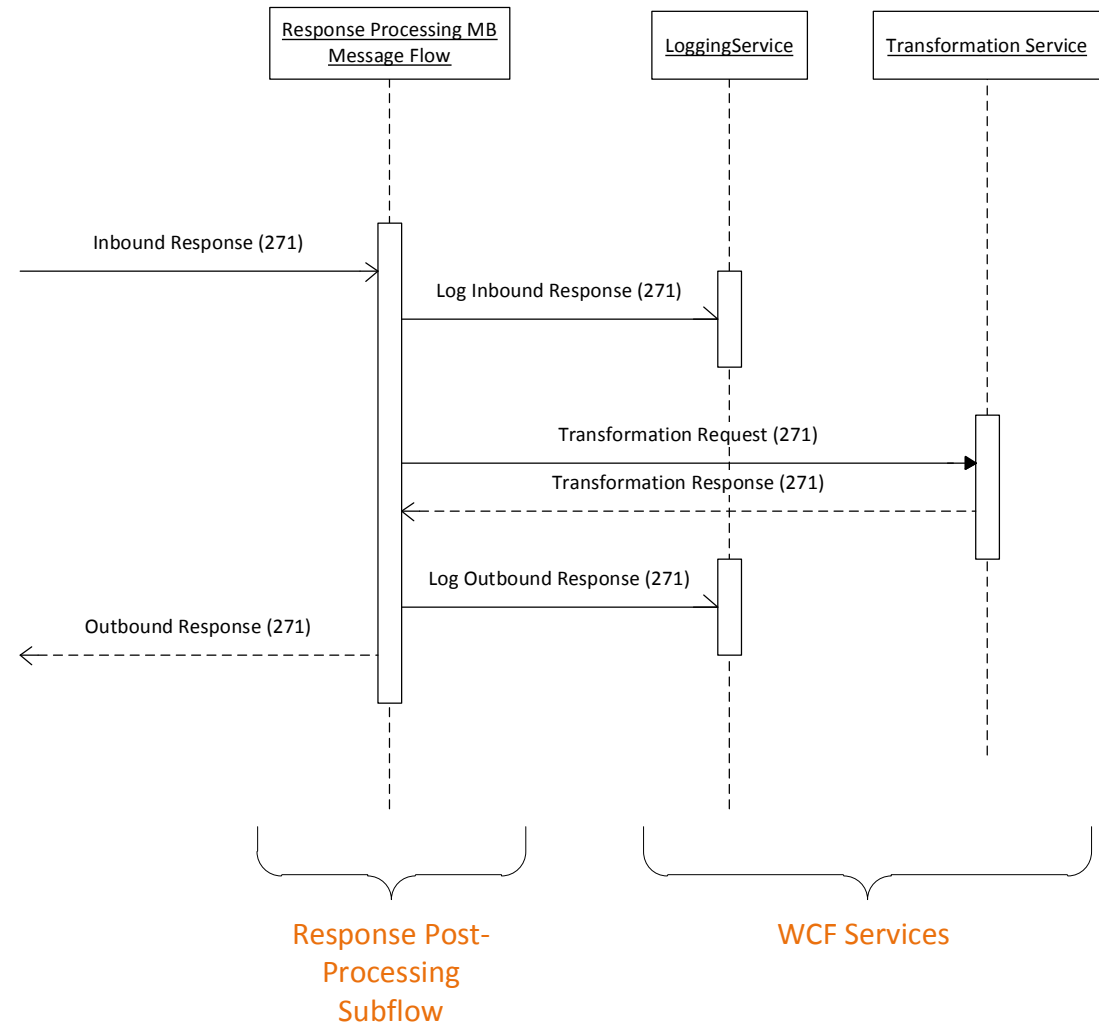 Response Processing MB
Message Flow
LoggingService
Transformation Service
Inbound Response (271)
Log Inbound Response (271)
Transformation Request (271)
Transformation Response (271)
Log Outbound Response (271)
Outbound Response (271)
Response Post-
Processing
Subflow
WCF Services